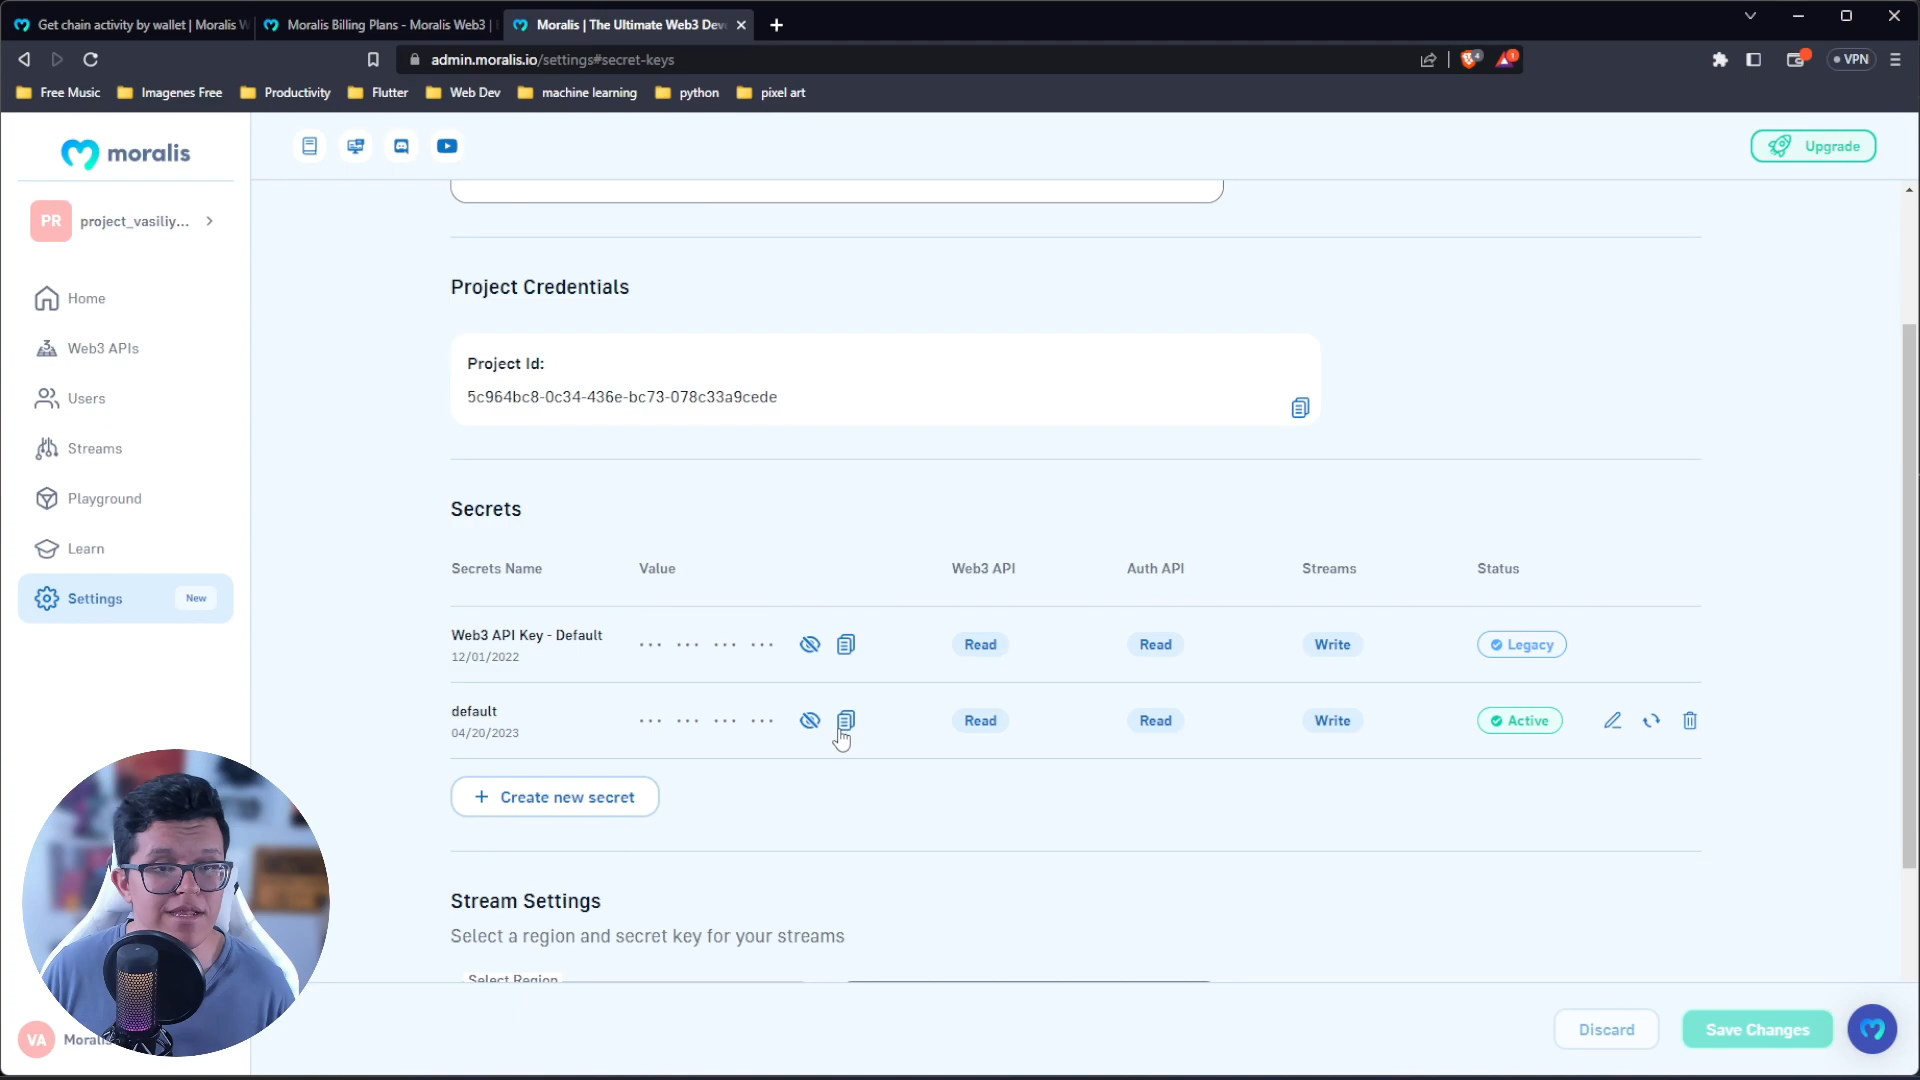 Get chain activity by wallet | Moralis W
Moralis Billing Plans - Moralis Web3 |
Moralis | The Ultimate Web3 Dev
admin.moralis.io/settings#secret-keys
4
1
VPN
Free Music
Imagenes Free
Productivity
Flutter
Web Dev
machine learning
python
pixel art
moralis
Upgrade
PR
project_vasiliy...
Home
Web3 APIs
Users
Streams
Playground
Learn
Settings
New
Project Credentials
Project Id:
5c964bc8-0c34-436e-bc73-078c33a9cede
Secrets
Secrets Name
Value
Web3 API
Auth API
Streams
Status
Web3 API Key - Default
12/01/2022
Read
Read
Write
Legacy
default
04/20/2023
Read
Read
Write
Active
+ Create new secret
Stream Settings
Select a region and secret key for your streams
Select Region
VA
Moralis
Discard
Save Changes